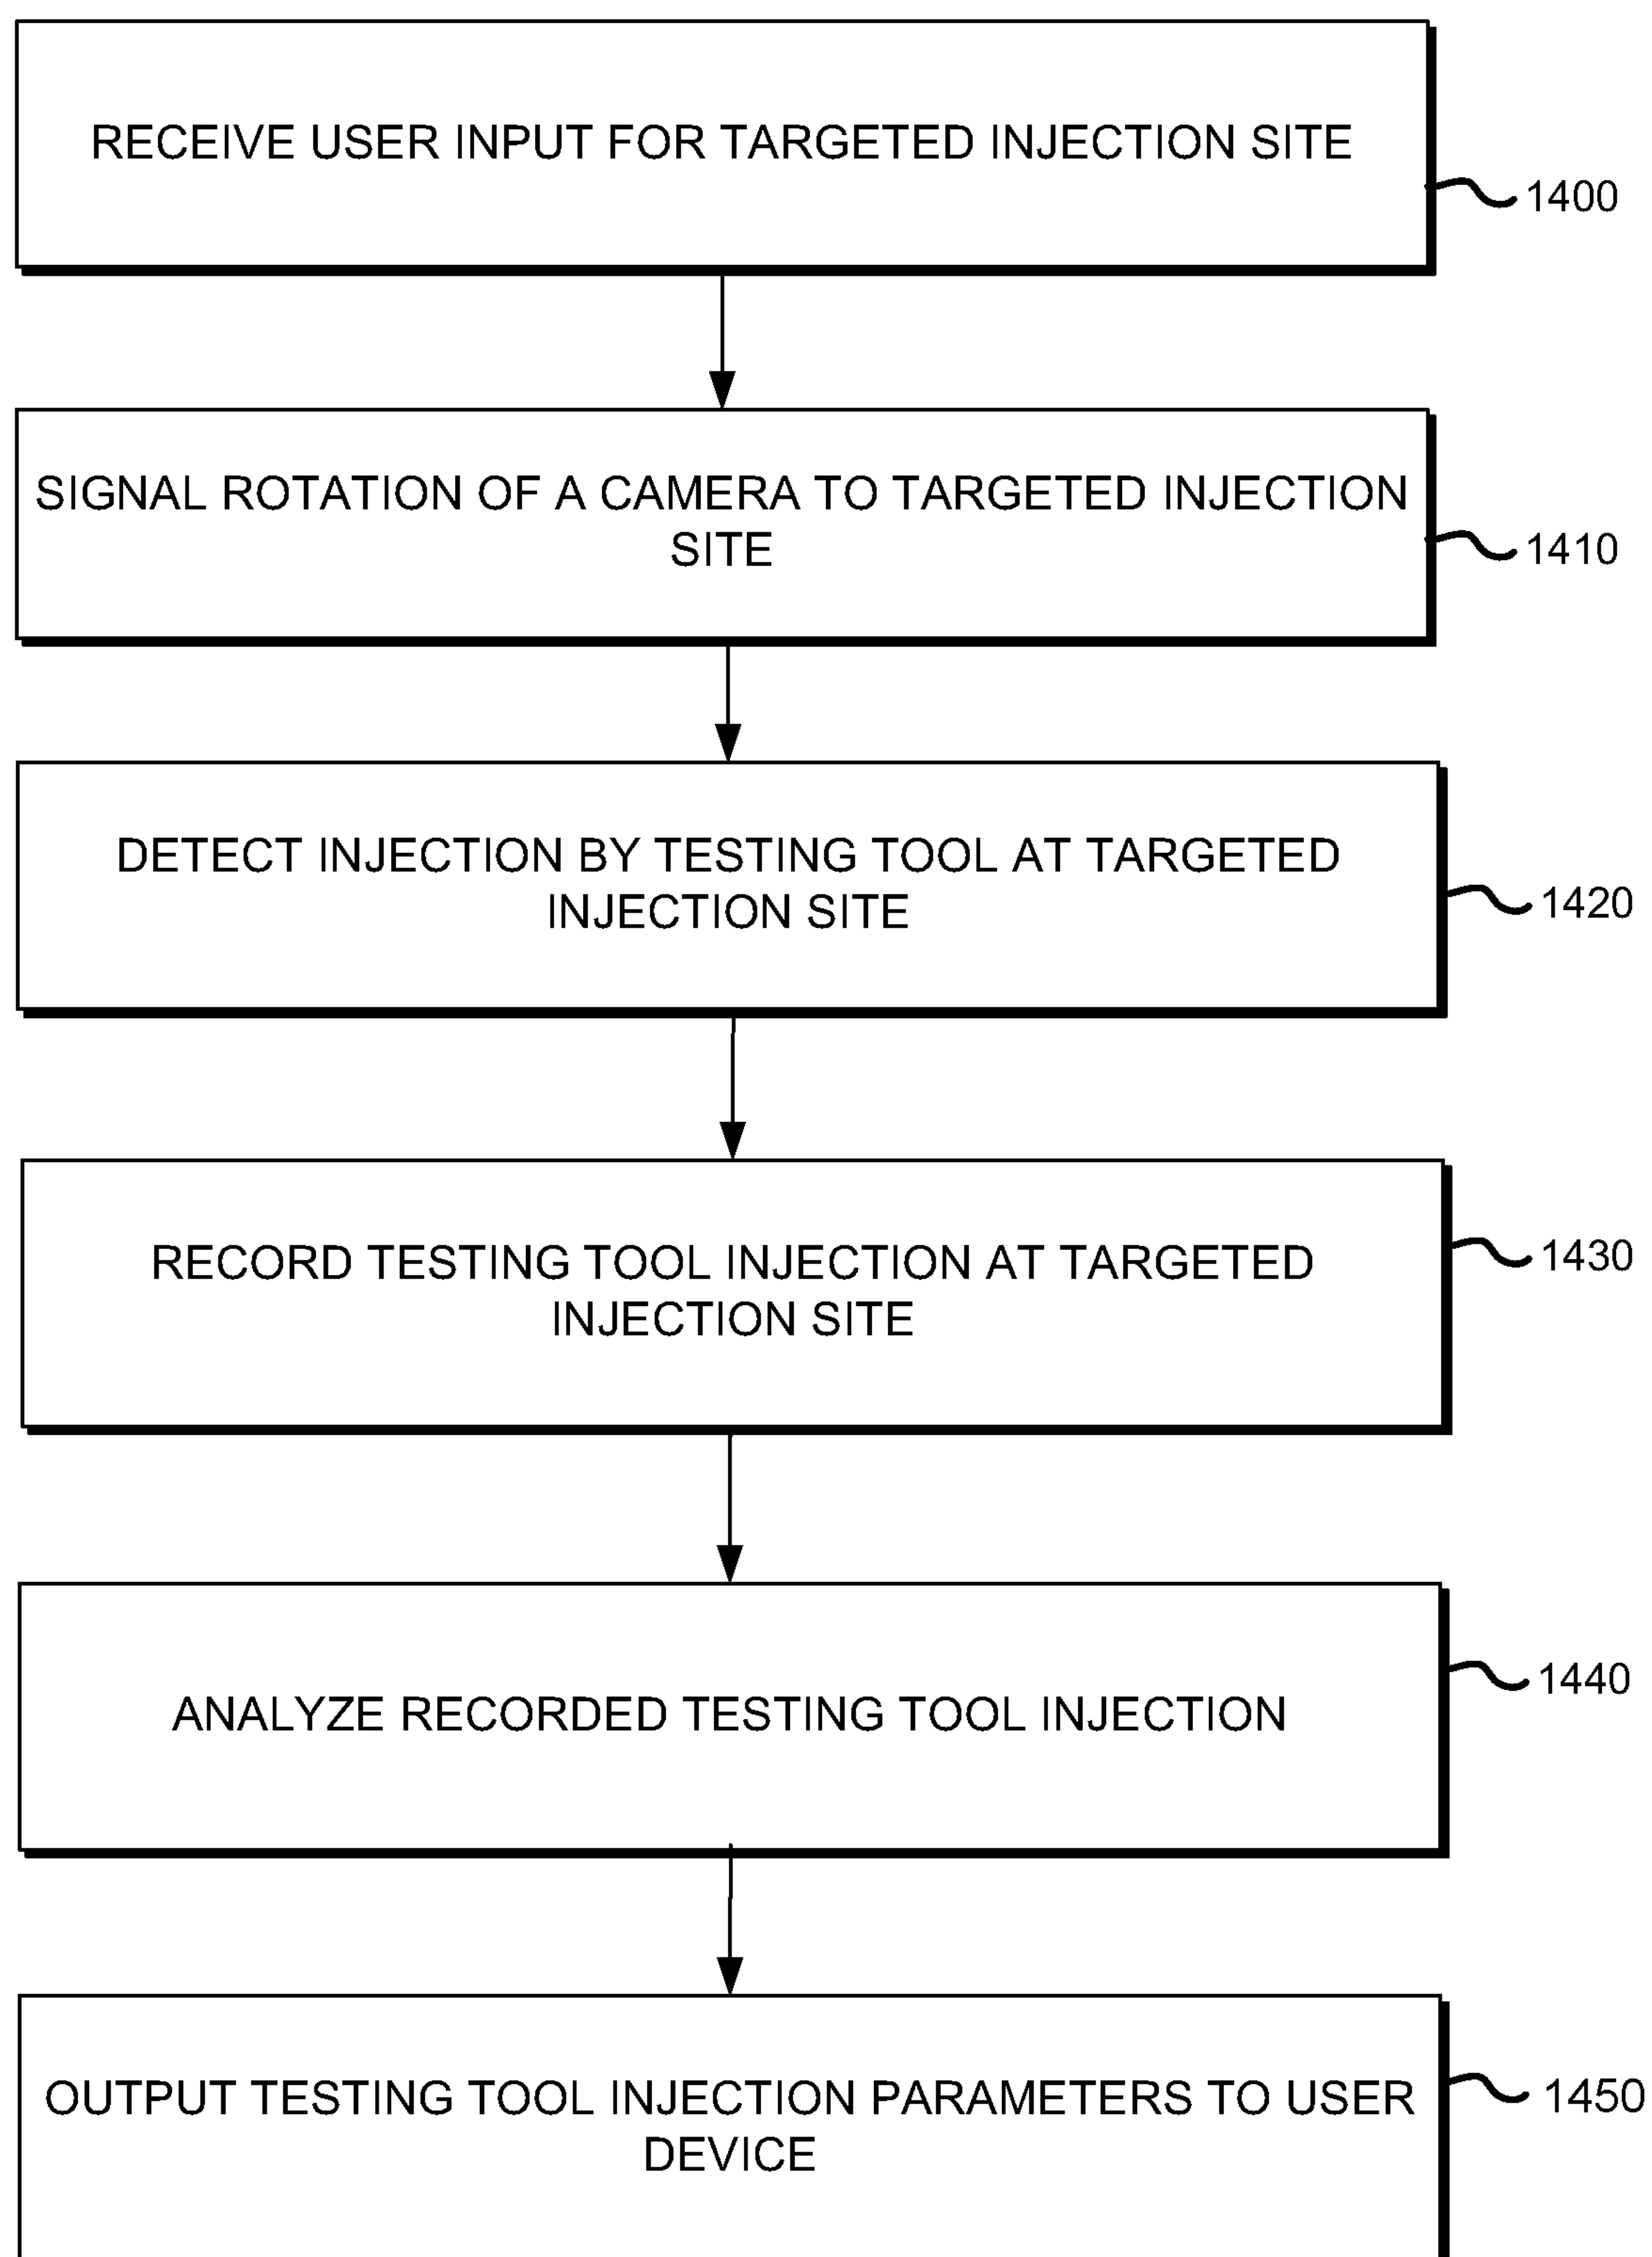 RECEIVE USER INPUT FOR TARGETED INJECTION SITE
1400
SIGNAL ROTATION OF A CAMERA TO TARGETED INJECTION
SITE
1410
DETECT INJECTION BY TESTING TOOL AT TARGETED
INJECTION SITE
1420
RECORD TESTING TOOL INJECTION AT TARGETED
INJECTION SITE
1430
ANALYZE RECORDED TESTING TOOL INJECTION
1440
OUTPUT TESTING TOOL INJECTION PARAMETERS TO USER
DEVICE
1450